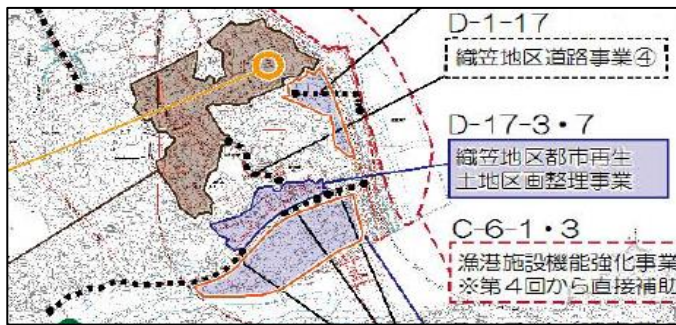 D-1-17
織笠地区道路事業④
D-17-3・7
織笠地区都市再生
土地区画整理事業
C-6-1・3
漁港施設機能強化事業
※第4回から直接補助